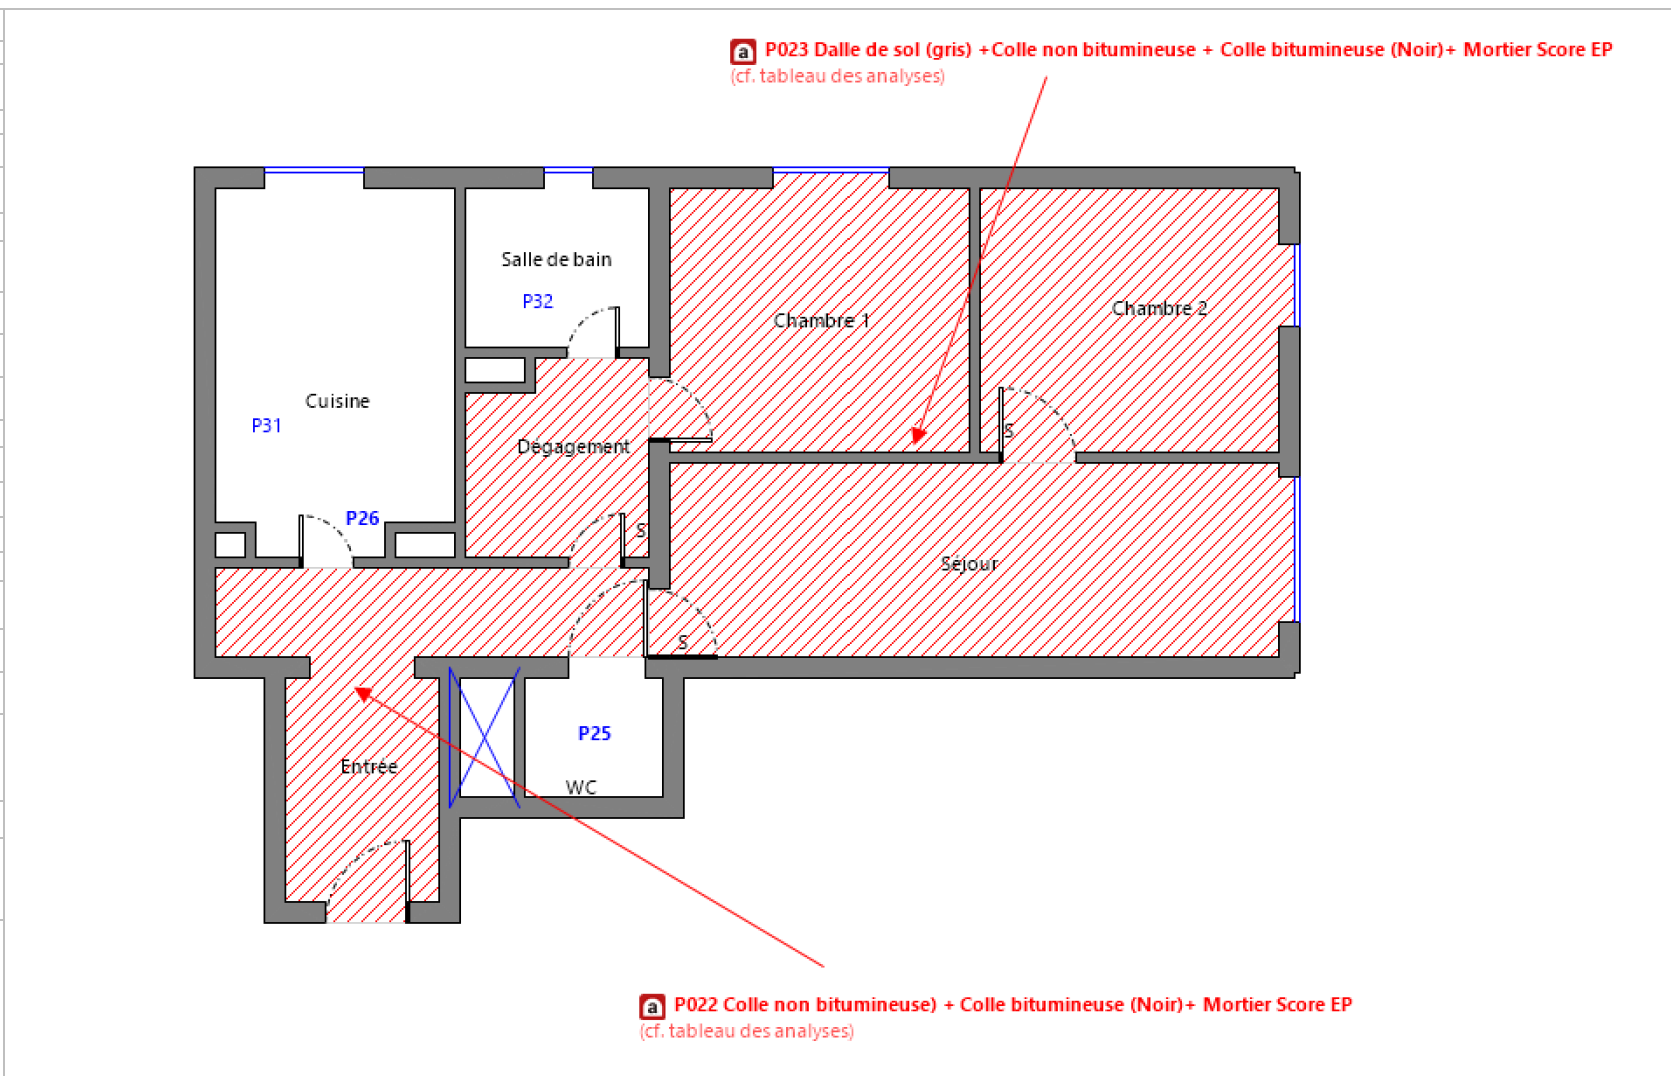 a P023 Dalle de sol (gris) +Colle non bitumineuse + Colle bitumineuse (Noir)+ Mortier Score EP
(cf. tableau des analyses)
Salle de bain
P32
Chambre 1
Chambre 2
Cuisine
P31
Dégagement
S
P26
S
Séjour
S
P25
Entrée
WC
a P022 Colle non bitumineuse) + Colle bitumineuse (Noir)+ Mortier Score EP
(cf. tableau des analyses)